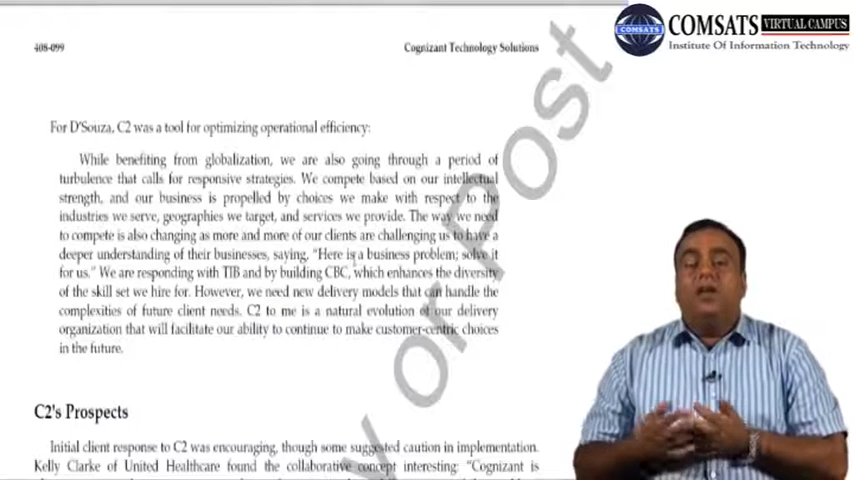 408-099
Cognizant Technology Solutions
COMSATS VIRTUAL CAMPUS
COMSATS
Institute Of Information Technology
For D'Souza, C2 was a tool for optimizing operational efficiency:
While benefiting from globalization, we are also going through a period of
turbulence that calls for responsive strategies. We compete based on our intellectual
strength, and our business is propelled by choices we make with respect to the
industries we serve, geographies we target, and services we provide. The way we need
to compete is also changing as more and more of our clients are challenging us to have a
deeper understanding of their businesses, saying, "Here is a business problem; solve it
for us." We are responding with TIB and by building CBC, which enhances the diversity
of the skill set we hire for. However, we need new delivery models that can handle the
complexities of future client needs. C2 to me is a natural evolution of our delivery
organization that will facilitate our ability to continue to make customer-centric choices
in the future.
C2's Prospects
Initial client response to C2 was encouraging, though some suggested caution in implementation.
Kelly Clarke of United Healthcare found the collaborative concept interesting: "Cognizant is
y or Post